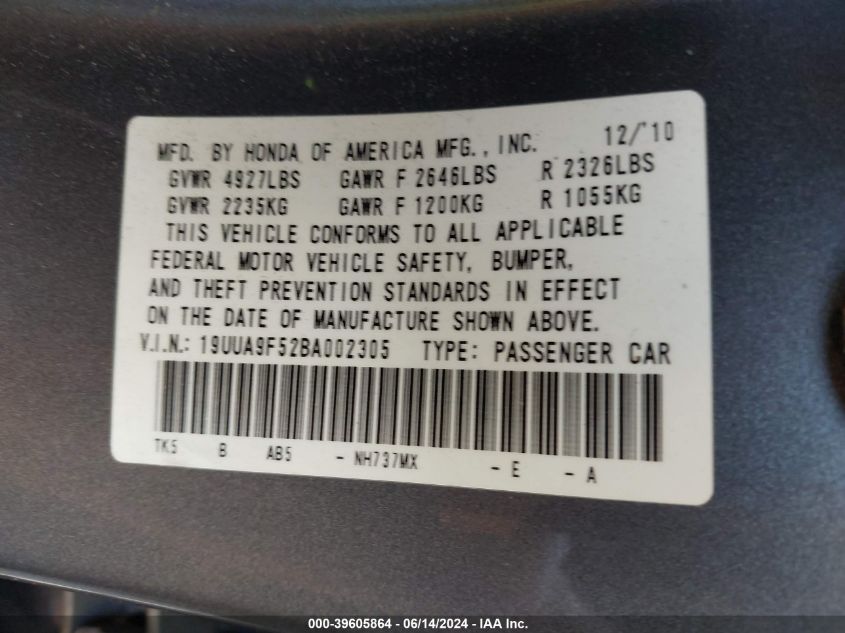 MFD. BY HONDA OF AMERICA MFG., INC. 12/'10
GVWR 4927LBS GAWR F 2646LBS R 2326LBS
GVWR 2235KG GAWR F 1200KG R 1055KG
THIS VEHICLE CONFORMS TO ALL APPLICABLE
FEDERAL MOTOR VEHICLE SAFETY, BUMPER,
AND THEFT PREVENTION STANDARDS IN EFFECT
ON THE DATE OF MANUFACTURE SHOWN ABOVE.
V.I.N.: 19UUA9F52BA002305 TYPE: PASSENGER CAR
TK5 B AB5 - NH737MX - E - A
000-39605864 - 06/14/2024 - IAA Inc.